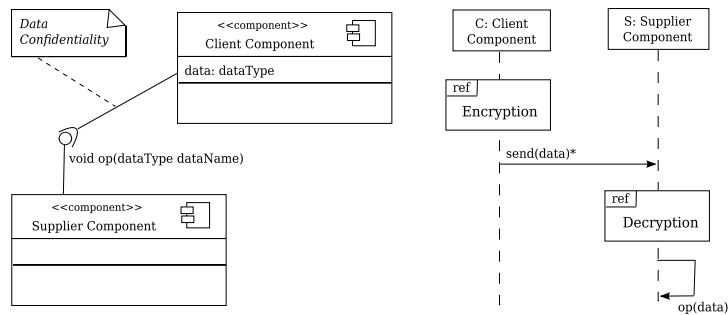 Data
Confidentiality
<<component>>
Client Component
data: dataType
void op(dataType dataName)
<<component>>
Supplier Component
C: Client
Component
S: Supplier
Component
ref
Encryption
send(data)*
ref
Decryption
op(data)